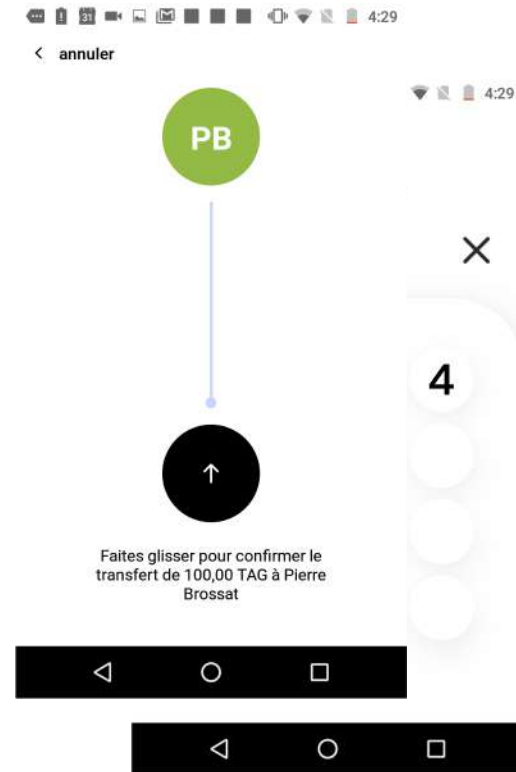 31
4:29
annuler
4:29
PB
4
Faites glisser pour confirmer le
transfert de 100,00 TAG à Pierre
Brossat